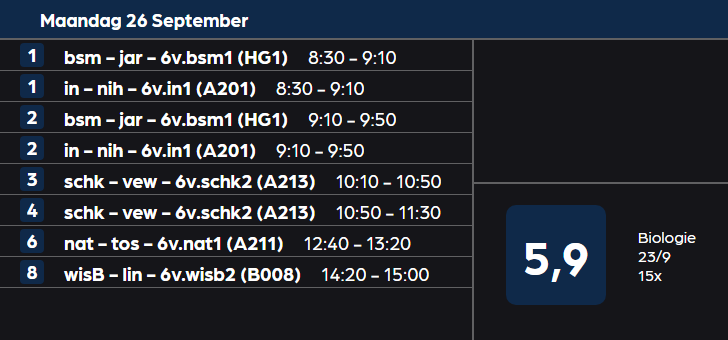 Maandag 26 September
1 bsm – jar – 6v.bsm1 (HG1) 8:30 – 9:10
1 in – nih – 6v.in1 (A201) 8:30 – 9:10
2 bsm – jar – 6v.bsm1 (HG1) 9:10 – 9:50
2 in – nih – 6v.in1 (A201) 9:10 – 9:50
3 schk – vew – 6v.schk2 (A213) 10:10 – 10:50
4 schk – vew – 6v.schk2 (A213) 10:50 – 11:30
6 nat – tos – 6v.nat1 (A211) 12:40 – 13:20
8 wisB – lin – 6v.wisb2 (B008) 14:20 – 15:00
5,9
Biologie
23/9
15x